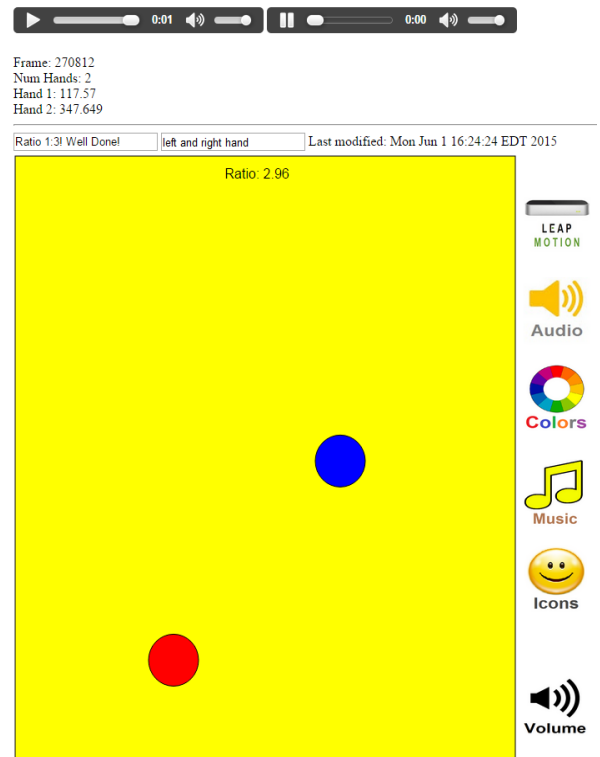 0:01 0:00
Frame: 270812
Num Hands: 2
Hand 1: 117.57
Hand 2: 347.649
Ratio 1:3! Well Done! left and right hand Last modified: Mon Jun 1 16:24:24 EDT 2015
Ratio: 2.96
LEAP
MOTION
Audio
Colors
Music
Icons
Volume